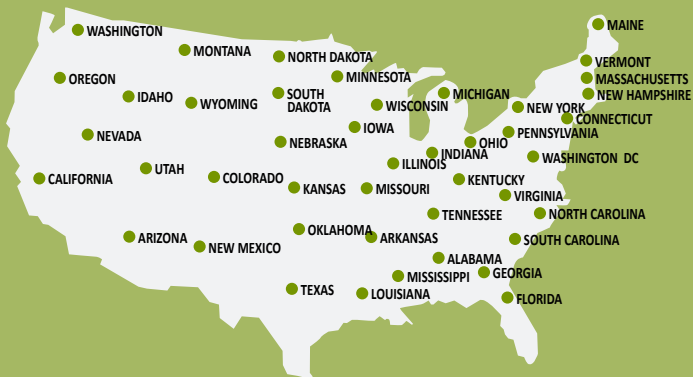 MAINE
WASHINGTON
MONTANA
NORTH DAKOTA
VERMONT
MINNESOTA
OREGON
MASSACHUSETTS
IDAHO
SOUTH
DAKOTA
MICHIGAN
NEW HAMPSHIRE
WYOMING
WISCONSIN
NEW YORK
CONNECTICUT
IOWA
PENNSYLVANIA
NEVADA
NEBRASKA
OHIO
INDIANA
WASHINGTON DC
ILLINOIS
UTAH
CALIFORNIA
COLORADO
KENTUCKY
KANSAS
MISSOURI
VIRGINIA
TENNESSEE
NORTH CAROLINA
OKLAHOMA
ARIZONA
ARKANSAS
SOUTH CAROLINA
NEW MEXICO
ALABAMA
GEORGIA
MISSISSIPPI
TEXAS
LOUISIANA
FLORIDA